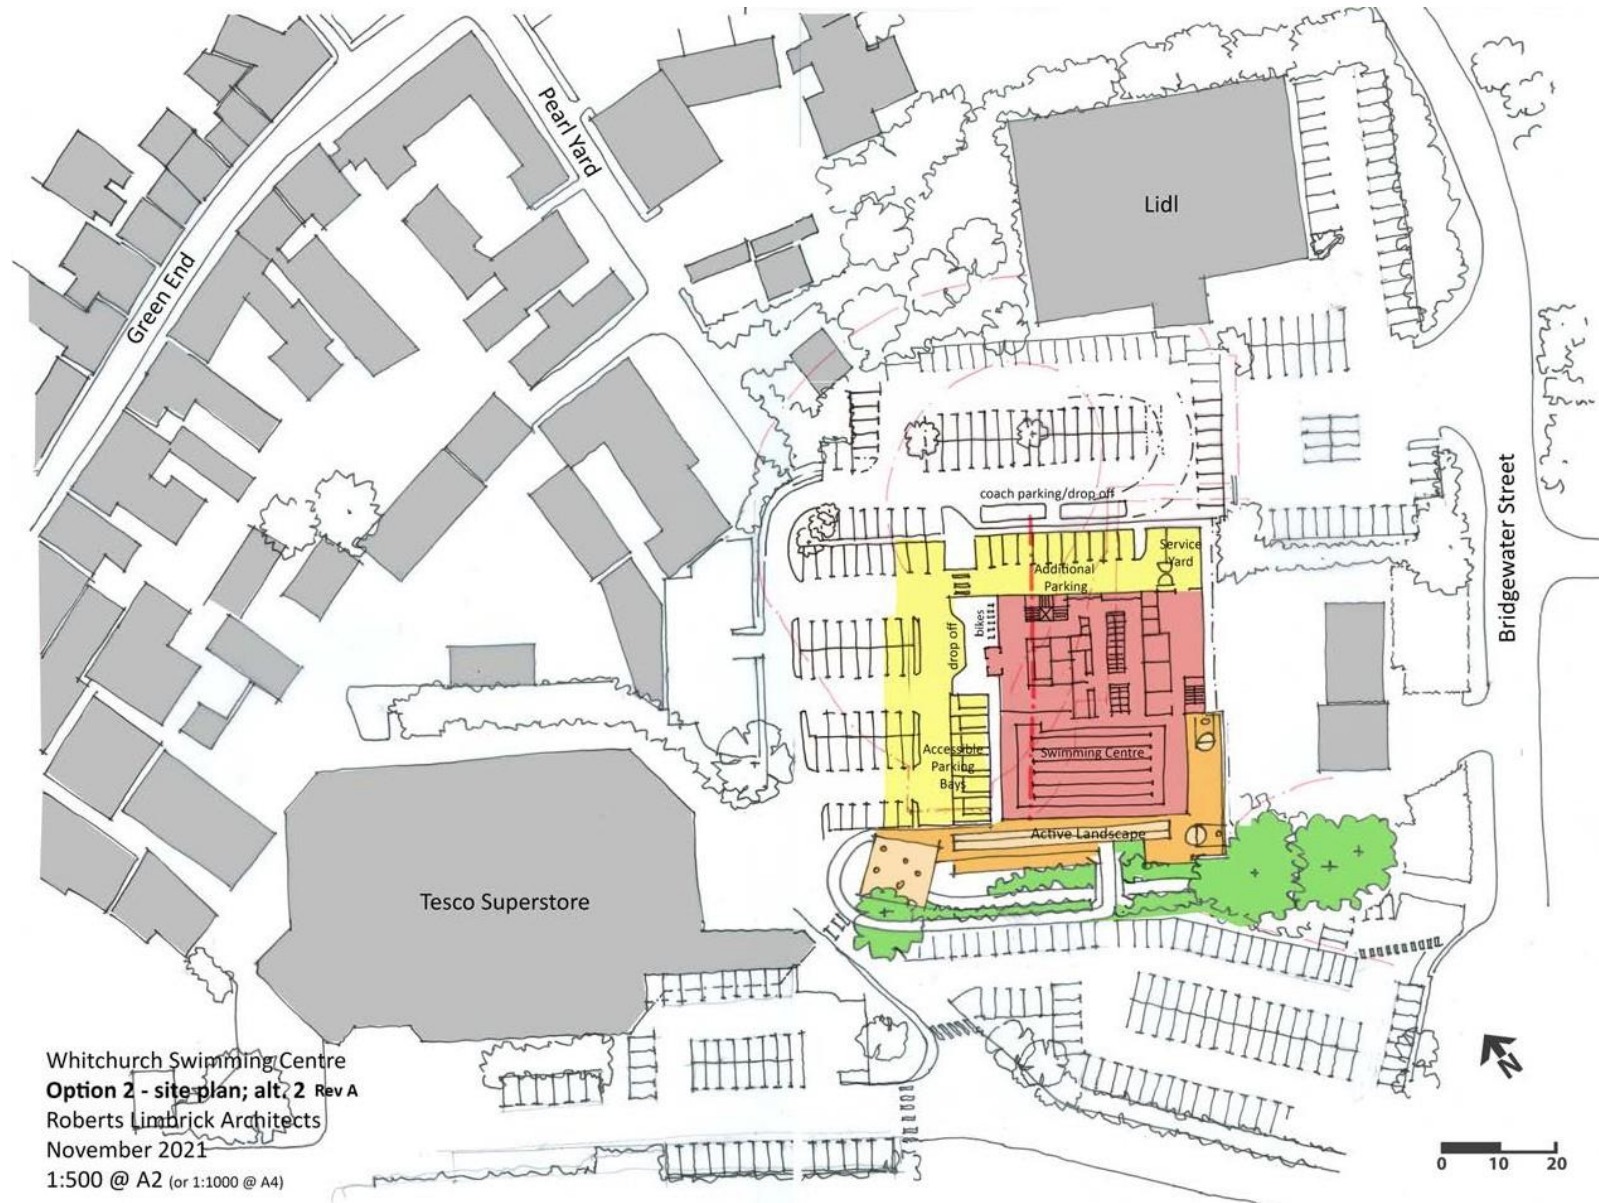 Pearl Yard
Green End
Lidl
coach parking/drop off
Bridgewater Street
Service
Yard
Additional
Parking
bikes
drop off
Accessible
Parking
Bays
Swimming Centre
Active Landscape
Tesco Superstore
Whitchurch Swimming Centre
Option 2 - site plan; alt. 2 Rev A
Roberts Limbrick Architects
November 2021
1:500 @ A2 (or 1:1000 @ A4)
N
0 10 20